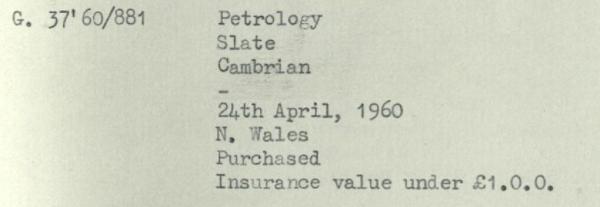 G. 37'60/881 Petrology
Slate
Cambrian
–
24th April, 1960
N. Wales
Purchased
Insurance value under £1.0.0.